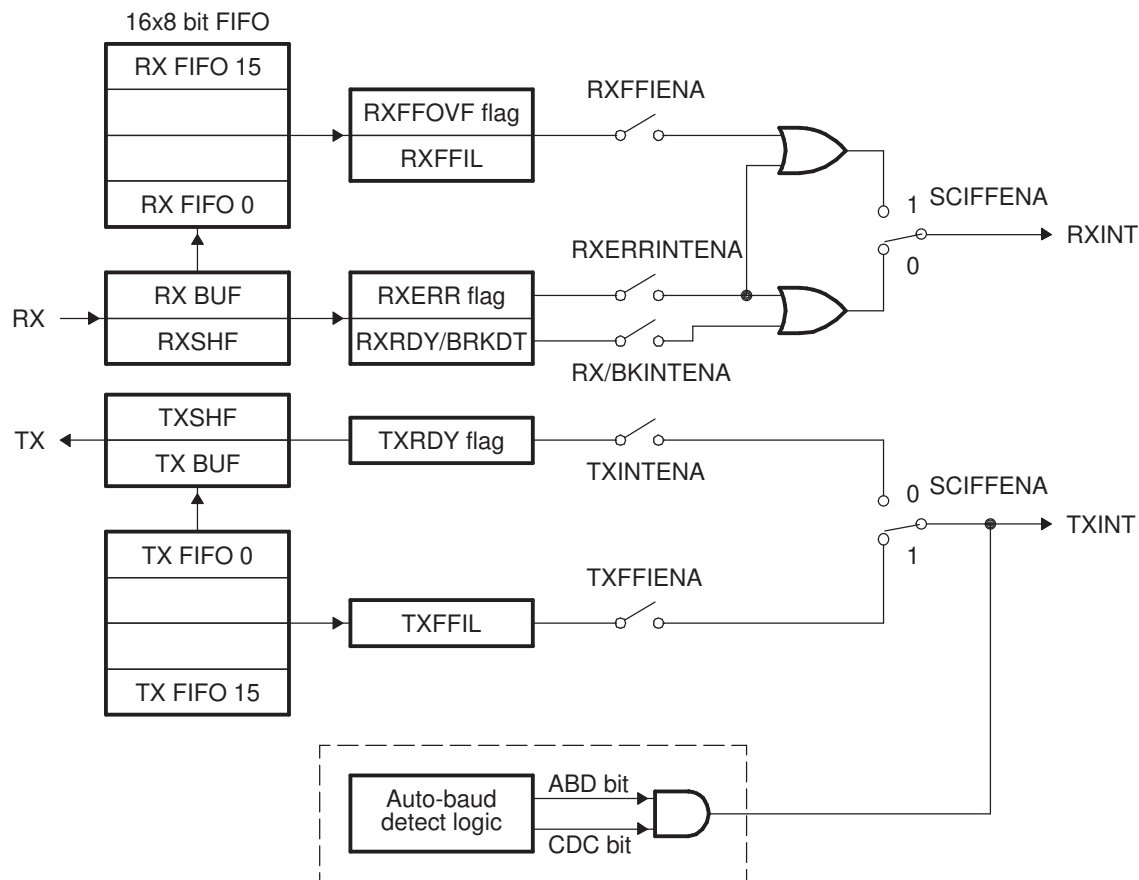 16x8 bit FIFO
RX FIFO 15
RX FIFO 0
RXFFOVF flag
RXFFIL
RXFFIENA
1
SCIFFENA
0
RXINT
RX
RX BUF
RXSHF
RXERR flag
RXRDY/BRKDT
RXERRINTENA
RX/BKINTENA
TX
TXSHF
TX BUF
TXRDY flag
TXINTENA
0
SCIFFENA
1
TXINT
TX FIFO 0
TX FIFO 15
TXFFIL
TXFFIENA
Auto-baud
detect logic
ABD bit
CDC bit